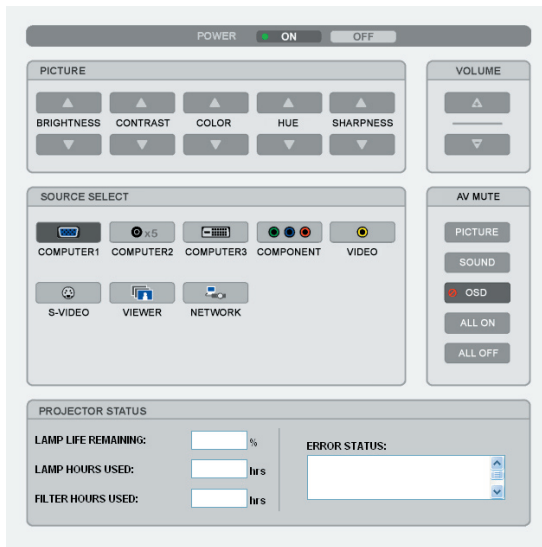 POWER ON OFF
PICTURE
BRIGHTNESS CONTRAST COLOR HUE SHARPNESS
VOLUME
SOURCE SELECT
x5
COMPUTER1 COMPUTER2 COMPUTER3 COMPONENT VIDEO
S-VIDEO VIEWER NETWORK
AV MUTE
PICTURE
SOUND
OSD
ALL ON
ALL OFF
PROJECTOR STATUS
LAMP LIFE REMAINING: %
LAMP HOURS USED: hrs
FILTER HOURS USED: hrs
ERROR STATUS: